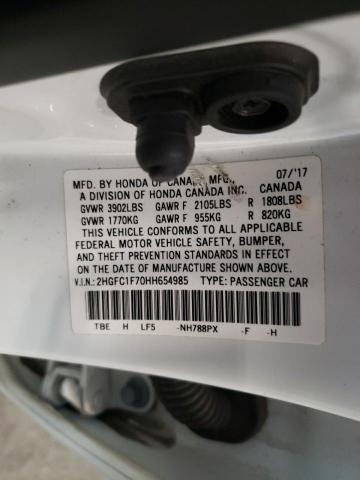 MFD. BY HONDA OF CANADA MFG., 07/'17
A DIVISION OF HONDA CANADA INC. CANADA
GVWR 3902LBS GAWR F 2105LBS R 1808LBS
GVWR 1770KG GAWR F 955KG R 820KG
THIS VEHICLE CONFORMS TO ALL APPLICABLE
FEDERAL MOTOR VEHICLE SAFETY, BUMPER,
AND THEFT PREVENTION STANDARDS IN EFFECT
ON THE DATE OF MANUFACTURE SHOWN ABOVE.
V.I.N.: 2HGFC1F70HH654985 TYPE: PASSENGER CAR
TBE H LF5 -NH788PX -F -H